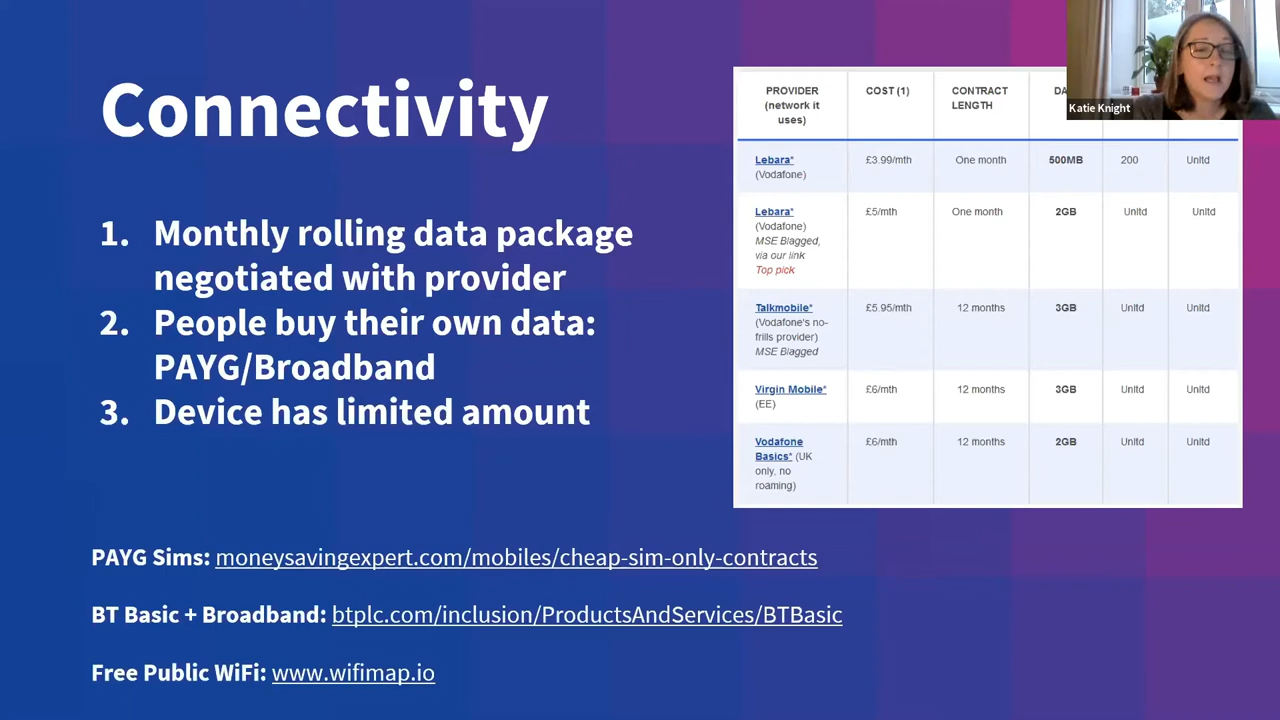 Connectivity
1. Monthly rolling data package
negotiated with provider
2. People buy their own data:
PAYG/Broadband
3. Device has limited amount
PAYG Sims: moneysavingexpert.com/mobiles/cheap-sim-only-contracts
BT Basic + Broadband: btplc.com/inclusion/ProductsAndServices/BTBasic
Free Public WiFi: www.wifimap.io
PROVIDER COST (1) CONTRACT
(network it LENGTH
uses)
Lebara* £3.99/mth One month 500MB 200 Unltd
(Vodafone)
Lebara* £5/mth One month 2GB Unltd Unltd
(Vodafone)
MSE Blagged,
via our link
Top pick
Talkmobile* £5.95/mth 12 months 3GB Unltd Unltd
(Vodafone's no-
frills provider)
MSE Blagged
Virgin Mobile* £6/mth 12 months 3GB Unltd Unltd
(EE)
Vodafone £6/mth 12 months 2GB Unltd Unltd
Basics* (UK
only, no
roaming)
Katie Knight